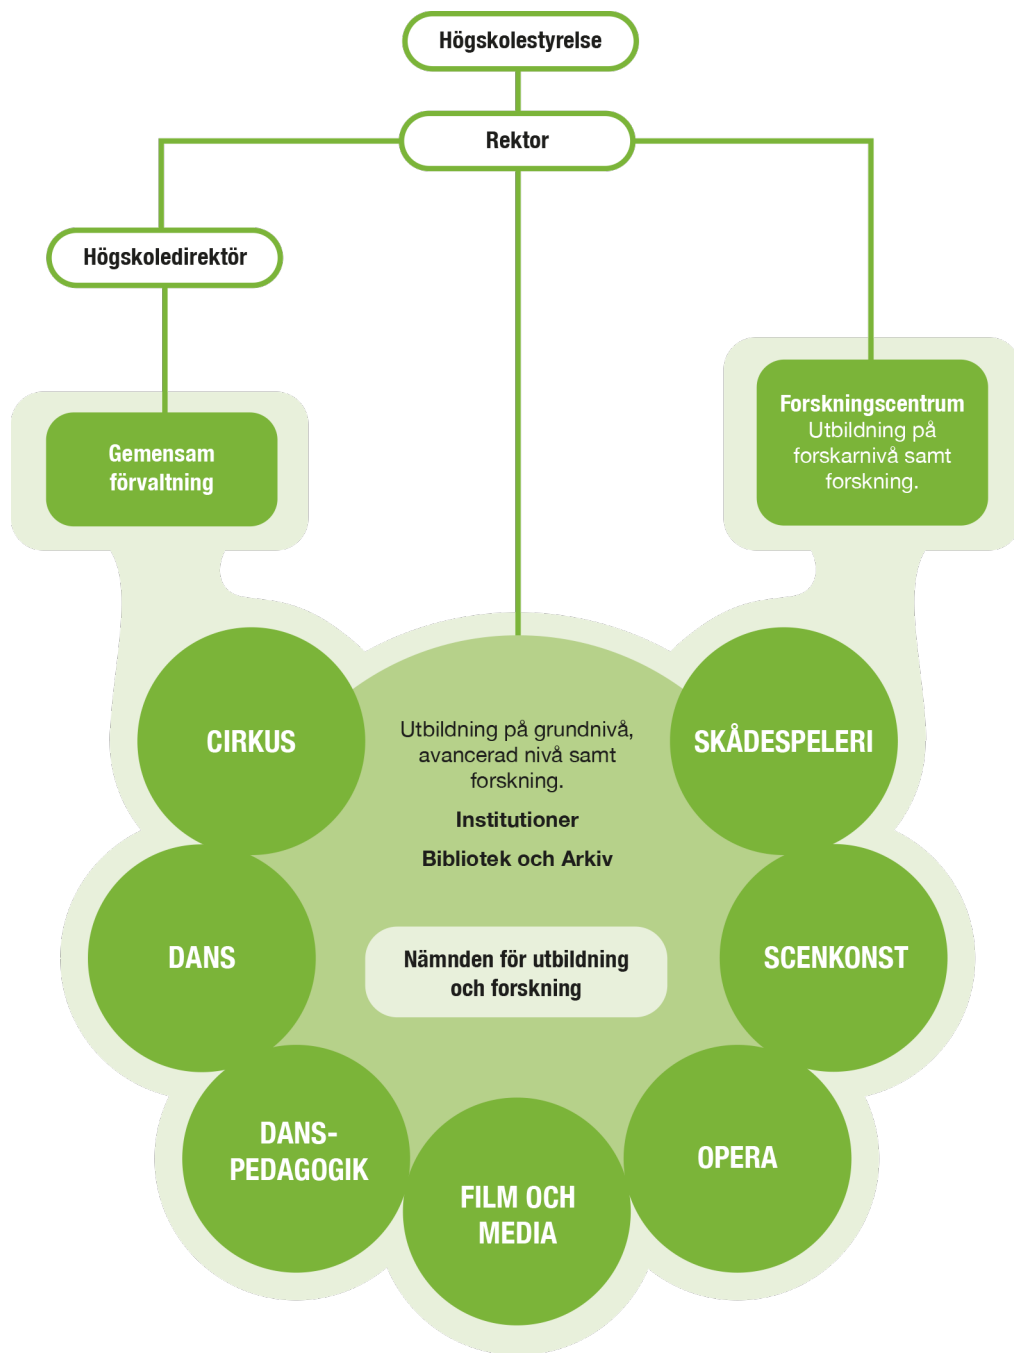 Högskolestyrelse
Rektor
Högskoledirektör
Forskningscentrum
Utbildning på
forskarnivå samt
forskning.
Gemensam
förvaltning
CIRKUS
Utbildning på grundnivå,
avancerad nivå samt
forskning.
Institutioner
Bibliotek och Arkiv
SKÅDESPELERI
DANS
Nämnden för utbildning
och forskning
SCENKONST
DANS-
PEDAGOGIK
FILM OCH
MEDIA
OPERA